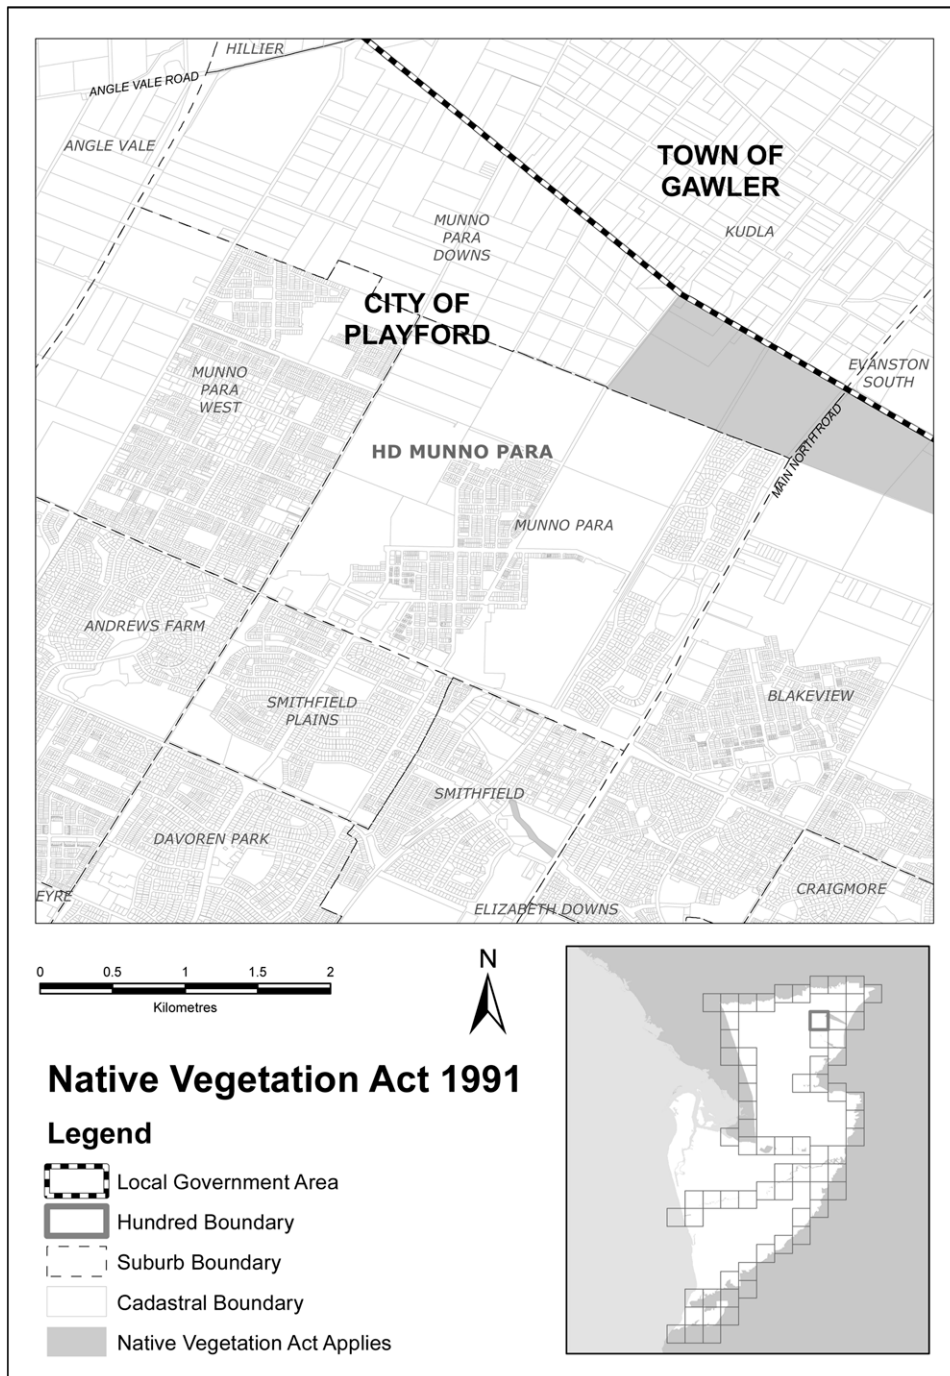 HILLIER
ANGLE VALE ROAD
ANGLE VALE
TOWN OF
GAWLER
MUNNO
PARA
DOWNS
KUDLA
CITY OF
PLAYFORD
EVANSTON
SOUTH
MUNNO
PARA
WEST
MAIN NORTH ROAD
HD MUNNO PARA
MUNNO PARA
ANDREWS FARM
SMITHFIELD
PLAINS
BLAKEVIEW
SMITHFIELD
DAVOREN PARK
EYRE
CRAIGMORE
ELIZABETH DOWNS
0 0.5 1 1.5 2
Kilometres
N
Native Vegetation Act 1991
Legend
Local Government Area
Hundred Boundary
Suburb Boundary
Cadastral Boundary
Native Vegetation Act Applies